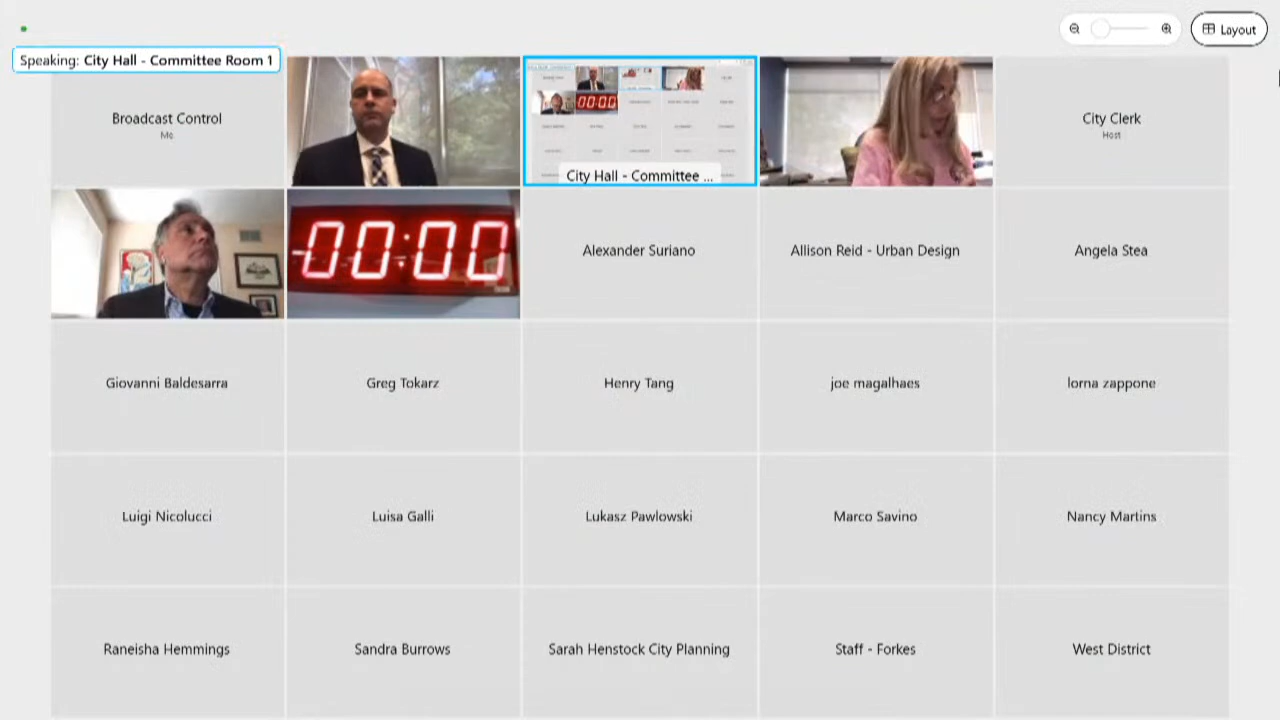 Layout
Speaking: City Hall - Committee Room 1
Broadcast Control
Me
City Hall - Committee ...
City Clerk
Host
00:00
Alexander Suriano
Allison Reid - Urban Design
Angela Stea
Giovanni Baldesarra
Greg Tokarz
Henry Tang
joe magalhaes
lorna zappone
Luigi Nicolucci
Luisa Galli
Lukasz Pawlowski
Marco Savino
Nancy Martins
Raneisha Hemmings
Sandra Burrows
Sarah Henstock City Planning
Staff - Forkes
West District